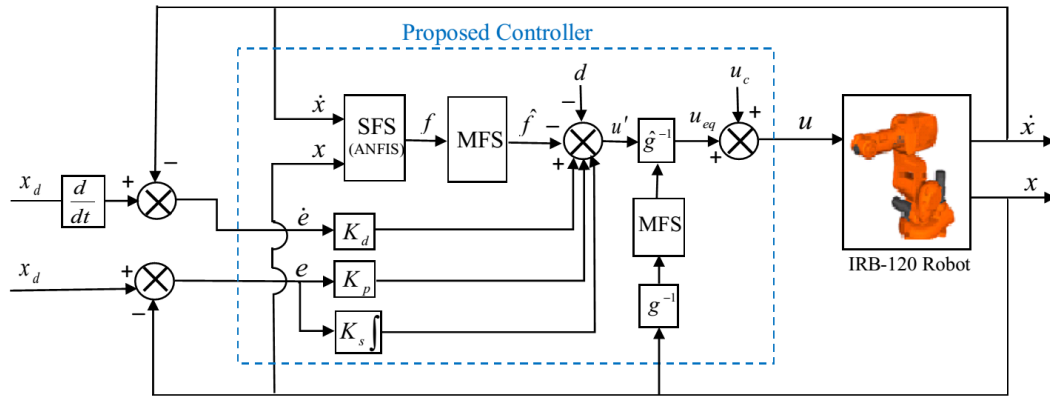 Proposed Controller
d
u_c
−
+
ẋ
SFS
(ANFIS)
f
MFS
f̂
−
+
u'
ĝ⁻¹
u_eq
+
u
ẋ
x
x
−
x_d
d/dt
+
ė
K_d
MFS
IRB-120 Robot
x_d
+
e
K_p
−
g⁻¹
K_s ∫